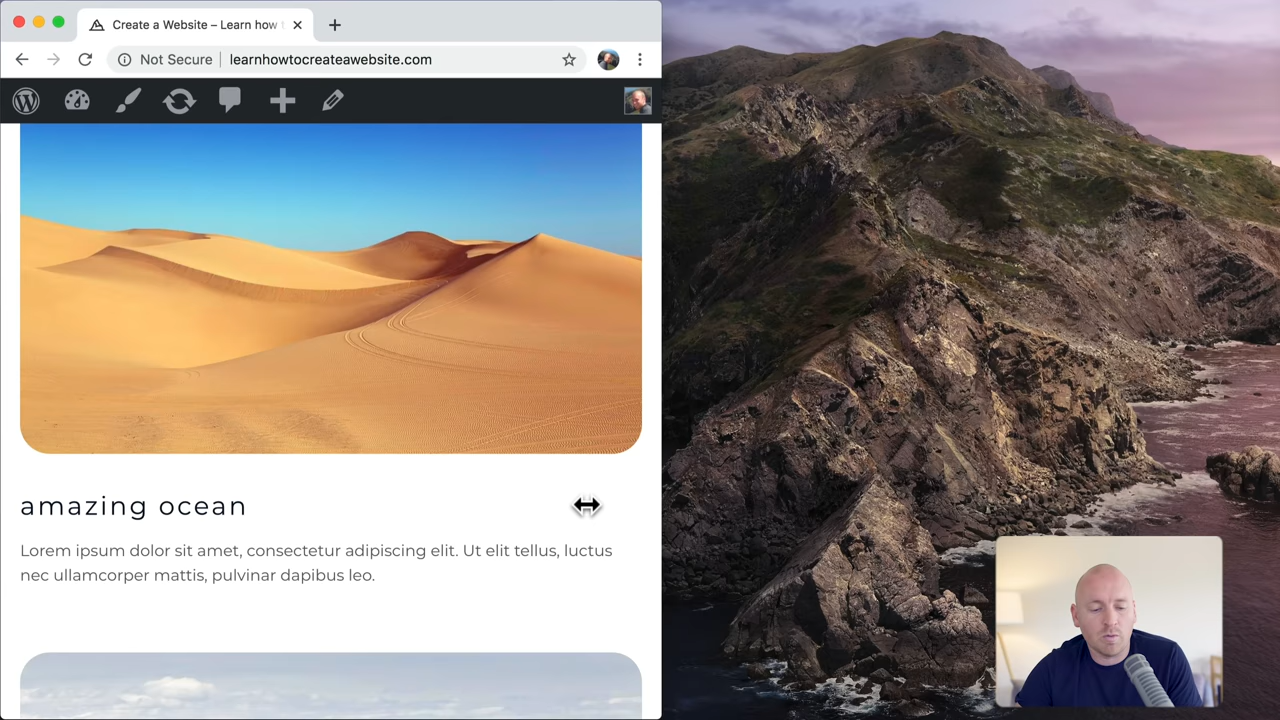 Create a Website – Learn how t
Not Secure
learnhowtocreateawebsite.com
amazing ocean
Lorem ipsum dolor sit amet, consectetur adipiscing elit. Ut elit tellus, luctus
nec ullamcorper mattis, pulvinar dapibus leo.